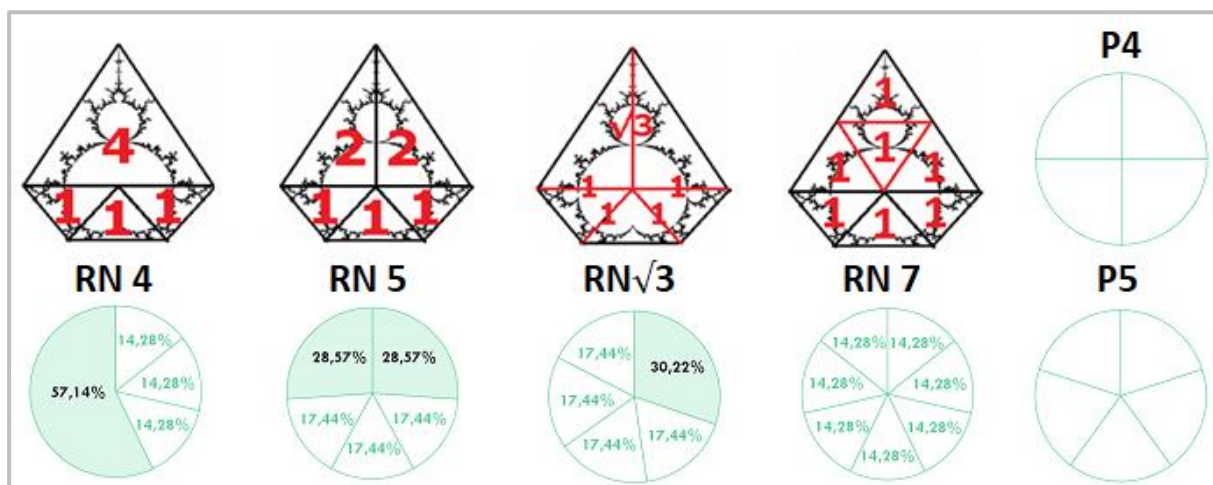 P4
4
1 1 1
2 2
1 1 1
√3
1 1
1 1
1
1
1 1
1 1 1
RN 4
RN 5
RN√3
RN 7
P5
57,14%
14,28%
14,28%
14,28%
28,57% 28,57%
17,44% 17,44%
17,44%
17,44% 30,22%
17,44%
17,44% 17,44%
14,28% 14,28%
14,28% 14,28%
14,28% 14,28%
14,28%